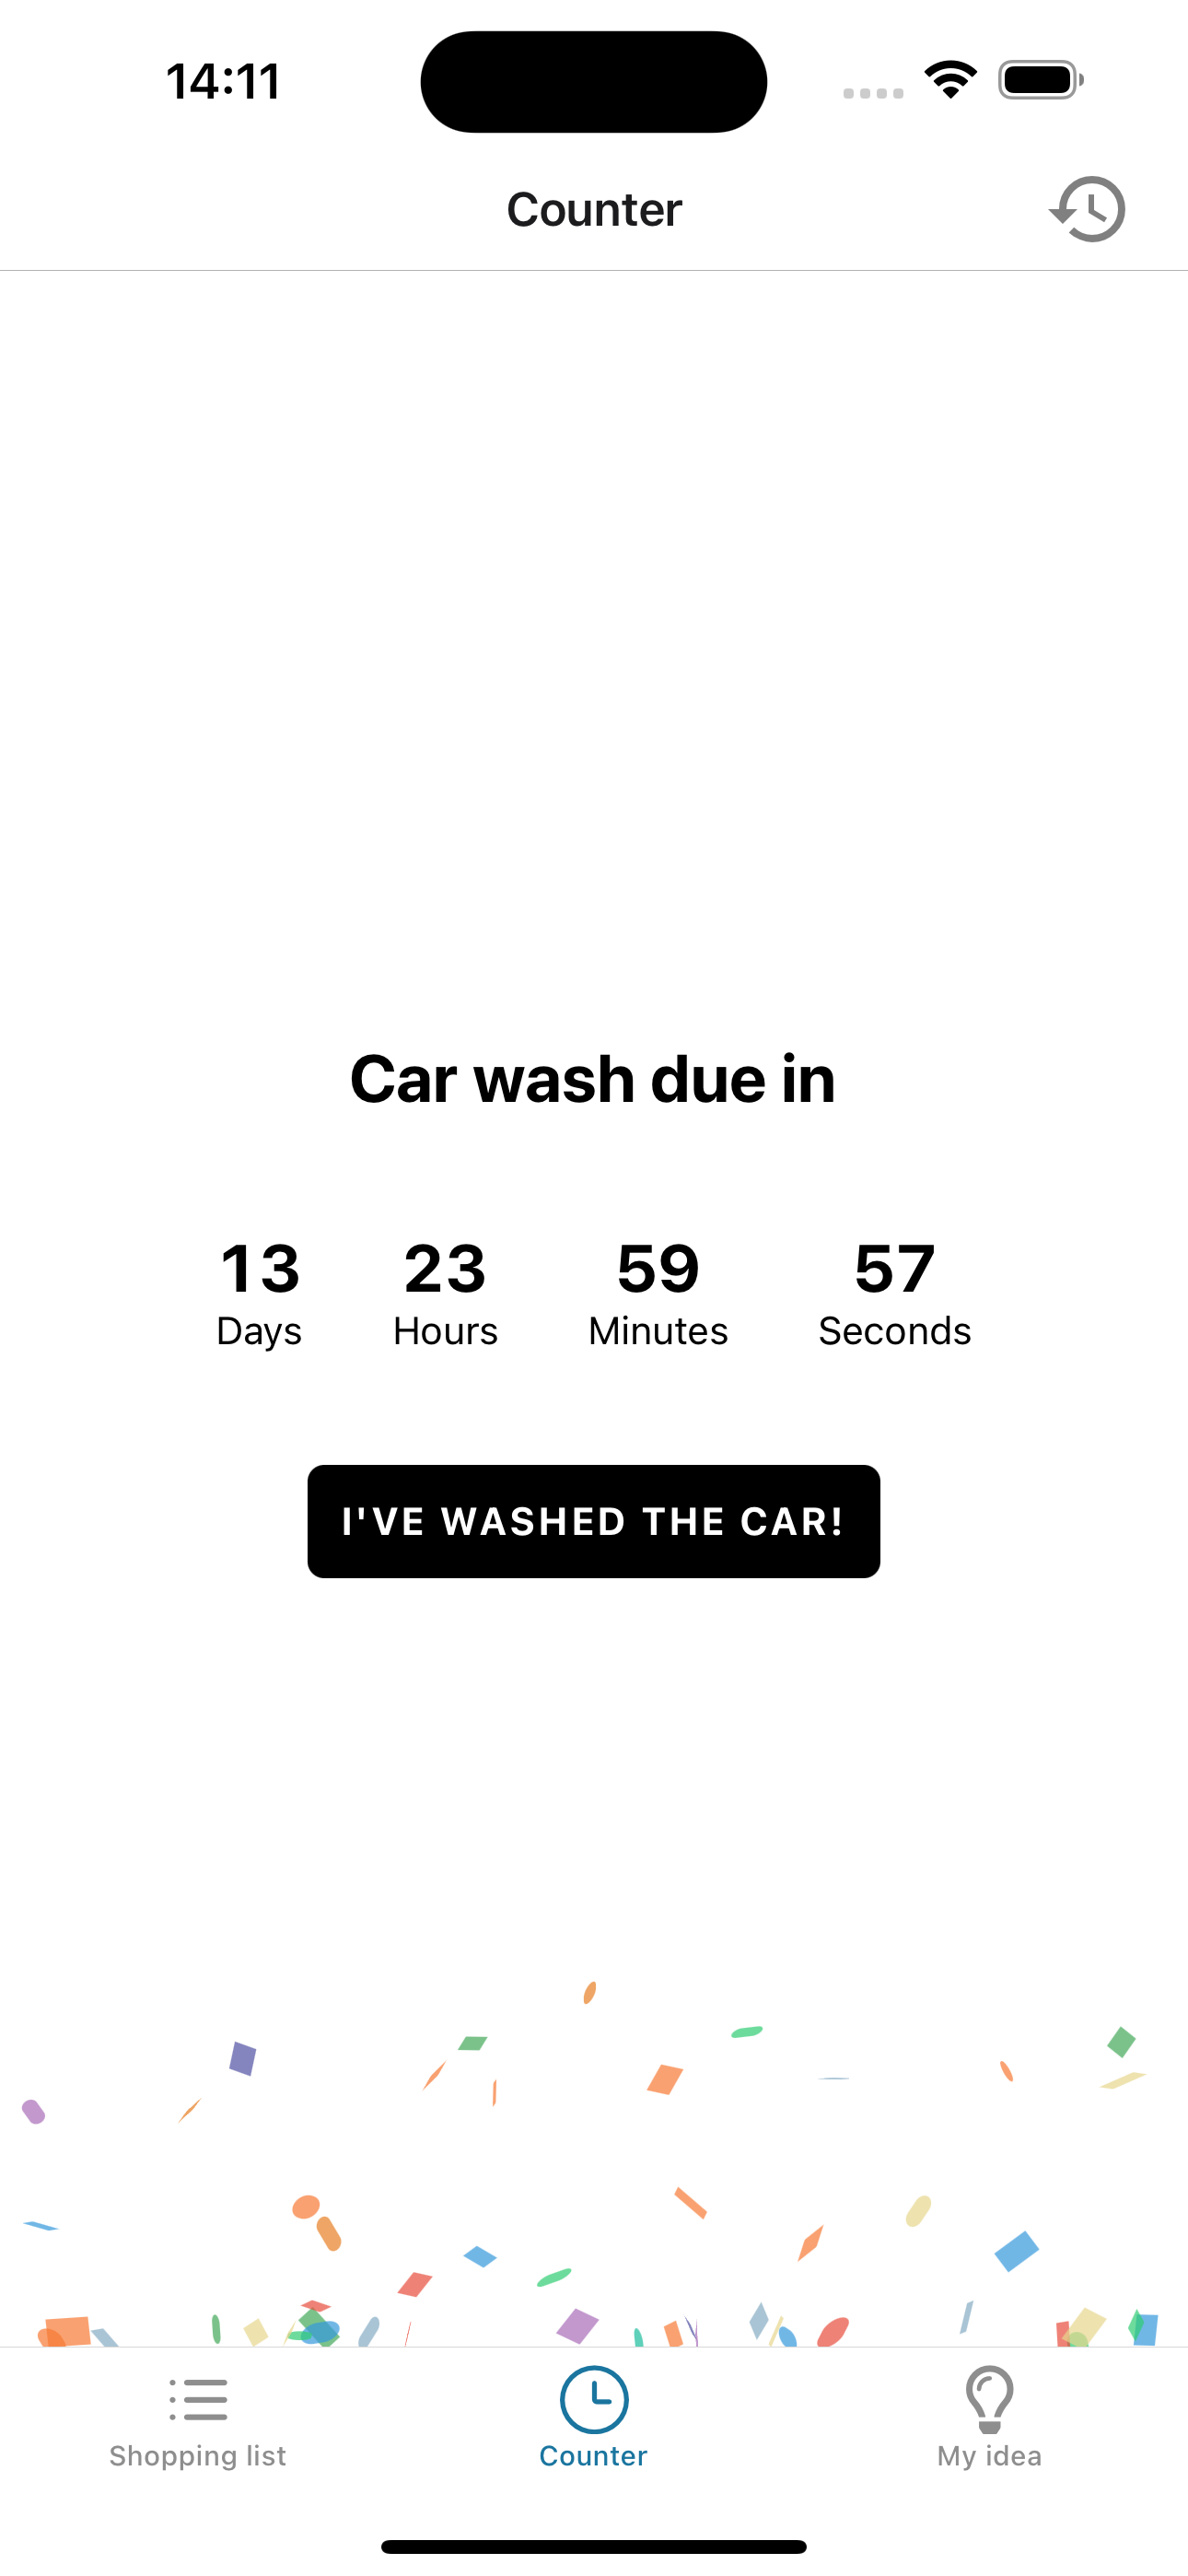 14:11
Counter
Car wash due in
13 23 59 57
Days Hours Minutes Seconds
I'VE WASHED THE CAR!
Shopping list Counter My idea